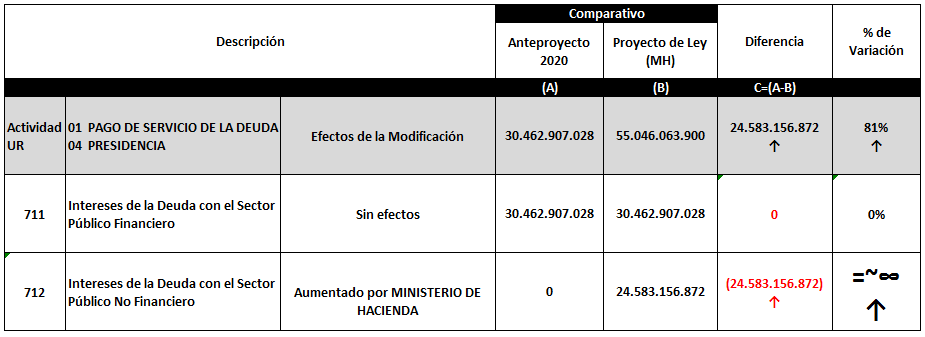 Descripción
Comparativo
Diferencia
% de
Variación
Anteproyecto
2020
Proyecto de Ley
(MH)
(A)
(B)
C=(A-B)
Actividad
UR
01 PAGO DE SERVICIO DE LA DEUDA
04 PRESIDENCIA
Efectos de la Modificación
30.462.907.028
55.046.063.900
24.583.156.872
↑
81%
↑
711
Intereses de la Deuda con el Sector
Público Financiero
Sin efectos
30.462.907.028
30.462.907.028
0
0%
712
Intereses de la Deuda con el Sector
Público No Financiero
Aumentado por MINISTERIO DE
HACIENDA
0
24.583.156.872
(24.583.156.872)
↑
=~∞
↑